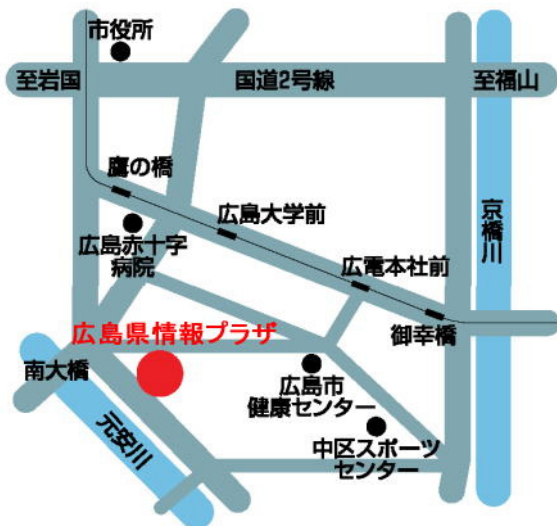 市役所
至岩国
国道2号線
至福山
鷹の橋
広島大学前
京橋川
広島赤十字
病院
広電本社前
広島県情報プラザ
御幸橋
南大橋
広島市
健康センター
元安川
中区スポーツ
センター